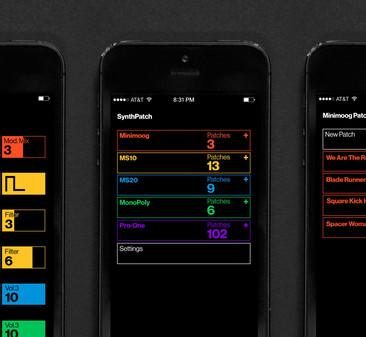 Mod.Mix
3
Filter
3
Filter
6
Vol.3
10
Vol.3
10
AT&T
8:31 PM
SynthPatch
Minimoog
Patches +
3
MS10
Patches +
13
MS20
Patches +
9
MonoPoly
Patches +
6
Pro-One
Patches +
102
Settings
AT&T
Minimoog Patc
New Patch
We Are The R
Blade Runner
Square Kick H
Spacer Woma